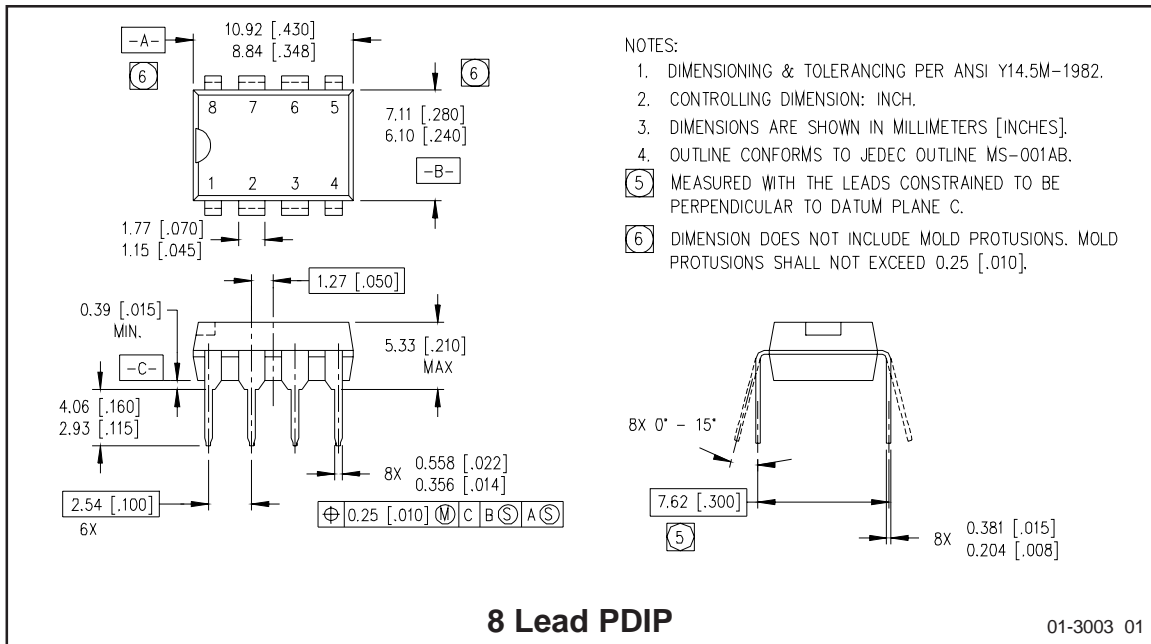 -A-
10.92 [.430]
8.84 [.348]
6
6
8 7 6 5
7.11 [.280]
6.10 [.240]
-B-
1 2 3 4
1.77 [.070]
1.15 [.045]
1.27 [.050]
0.39 [.015]
MIN.
5.33 [.210]
MAX
-C-
4.06 [.160]
2.93 [.115]
8X 0.558 [.022]
0.356 [.014]
2.54 [.100]
6X
⌖ 0.25 [.010] Ⓜ C B Ⓢ A Ⓢ
NOTES:
1. DIMENSIONING & TOLERANCING PER ANSI Y14.5M-1982.
2. CONTROLLING DIMENSION: INCH.
3. DIMENSIONS ARE SHOWN IN MILLIMETERS [INCHES].
4. OUTLINE CONFORMS TO JEDEC OUTLINE MS-001AB.
5 MEASURED WITH THE LEADS CONSTRAINED TO BE
PERPENDICULAR TO DATUM PLANE C.
6 DIMENSION DOES NOT INCLUDE MOLD PROTUSIONS. MOLD
PROTUSIONS SHALL NOT EXCEED 0.25 [.010].
8X 0° - 15°
7.62 [.300]
5
8X 0.381 [.015]
0.204 [.008]
8 Lead PDIP
01-3003 01